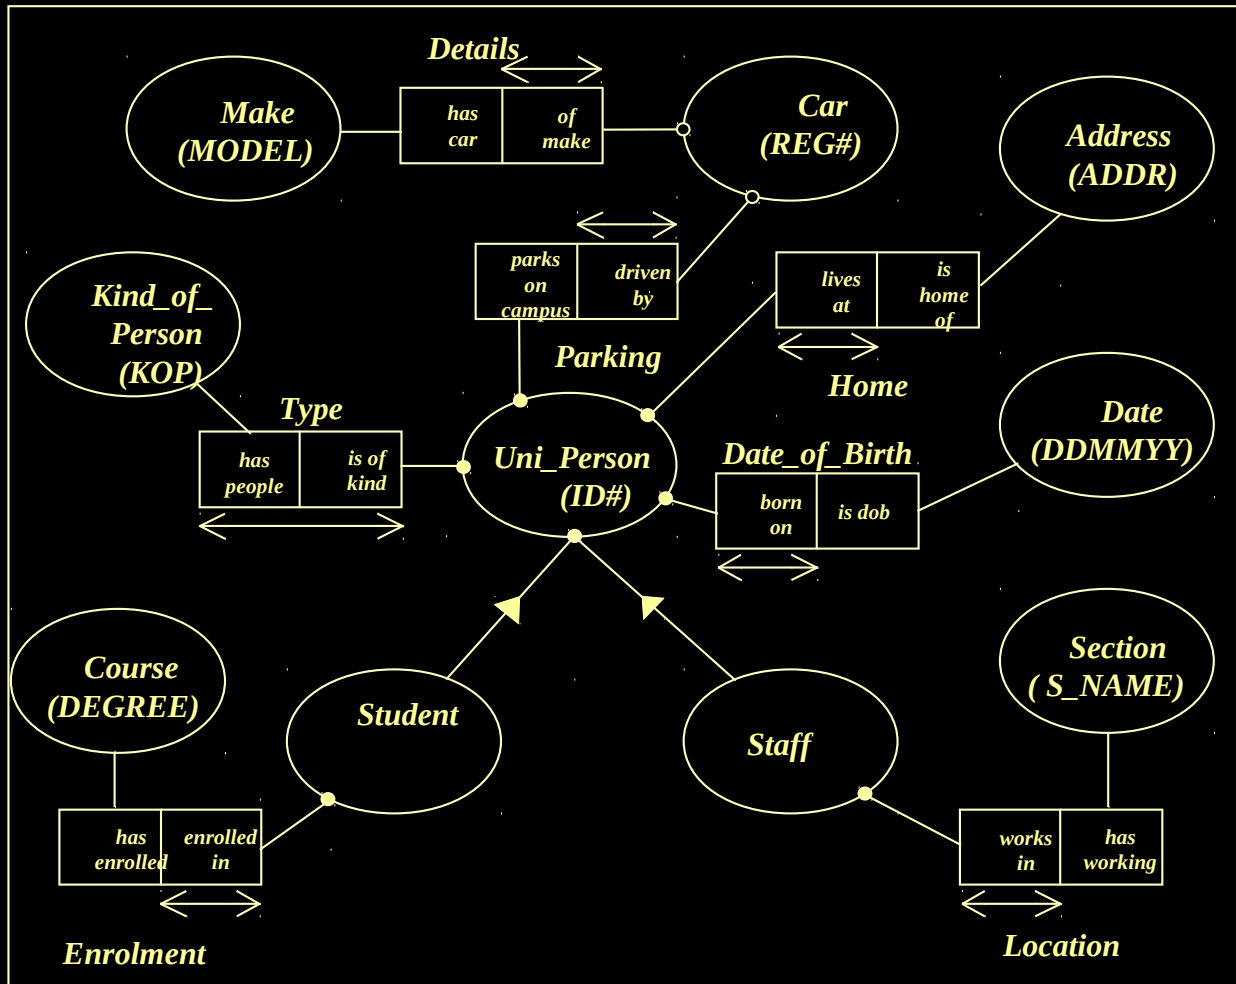 Details
Make
(MODEL)
has
car
of
make
Car
(REG#)
Address
(ADDR)
parks
on
campus
driven
by
Parking
lives
at
is
home
of
Home
Kind_of_
Person
(KOP)
Type
has
people
is of
kind
Uni_Person
(ID#)
Date_of_Birth
born
on
is dob
Date
(DDMMYY)
Course
(DEGREE)
Student
Staff
Section
( S_NAME)
has
enrolled
enrolled
in
Enrolment
works
in
has
working
Location